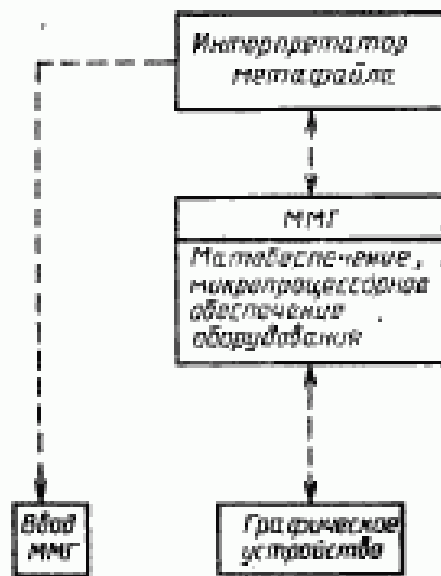 Интерпретатор
метафайла
ММГ
Матобеспечение,
микропроцессорное
обеспечение
оборудования
Ввод
ММГ
Графическое
устройство